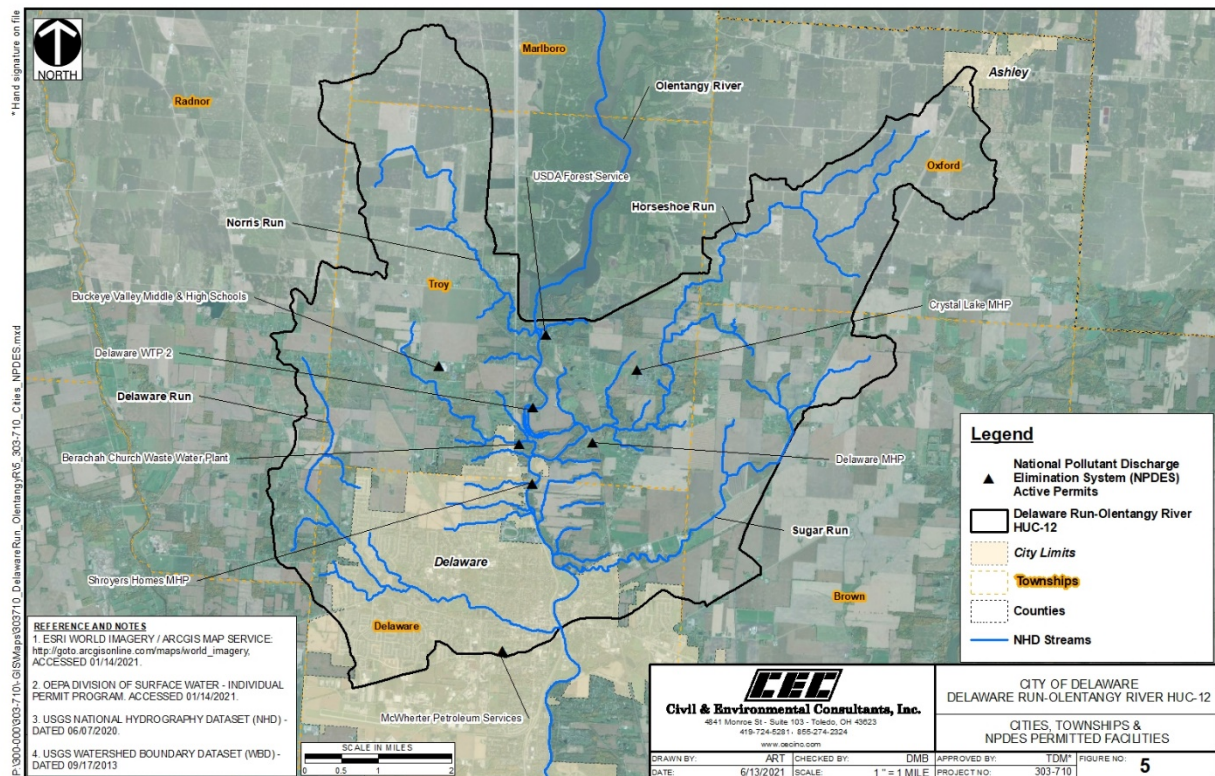 * Hand signature on file
P:\300-000\303-710\-GIS\Maps\303710_DelawareRun_OlentangyR\5_303-710_Cities_NPDES.mxd
NORTH
Radnor
Marlboro
Ashley
Olentangy River
USDA Forest Service
Oxford
Horseshoe Run
Norris Run
Troy
Buckeye Valley Middle & High Schools
Crystal Lake MHP
Delaware WTP 2
Delaware Run
Berachah Church Waste Water Plant
Delaware MHP
Sugar Run
Delaware
Shroyers Homes MHP
Brown
Delaware
McWherter Petroleum Services
Legend
National Pollutant Discharge
Elimination System (NPDES)
Active Permits
Delaware Run-Olentangy River
HUC-12
City Limits
Townships
Counties
NHD Streams
REFERENCE AND NOTES
1. ESRI WORLD IMAGERY / ARCGIS MAP SERVICE:
http://goto.arcgisonline.com/maps/world_imagery,
ACCESSED 01/14/2021.
2. OEPA DIVISION OF SURFACE WATER - INDIVIDUAL
PERMIT PROGRAM. ACCESSED 01/14/2021.
3. USGS NATIONAL HYDROGRAPHY DATASET (NHD) -
DATED 06/07/2020.
4. USGS WATERSHED BOUNDARY DATASET (WBD) -
DATED 09/17/2013
SCALE IN MILES
0 0.5 1 2
CEC
Civil & Environmental Consultants, Inc.
4841 Monroe St - Suite 103 - Toledo, OH 43623
419-724-5281 · 855-274-2324
www.cecinc.com
CITY OF DELAWARE
DELAWARE RUN-OLENTANGY RIVER HUC-12
CITIES, TOWNSHIPS &
NPDES PERMITTED FACILITIES
DRAWN BY: ART CHECKED BY: DMB APPROVED BY: TDM* FIGURE NO: 5
DATE: 6/13/2021 SCALE: 1 " = 1 MILE PROJECT NO: 303-710